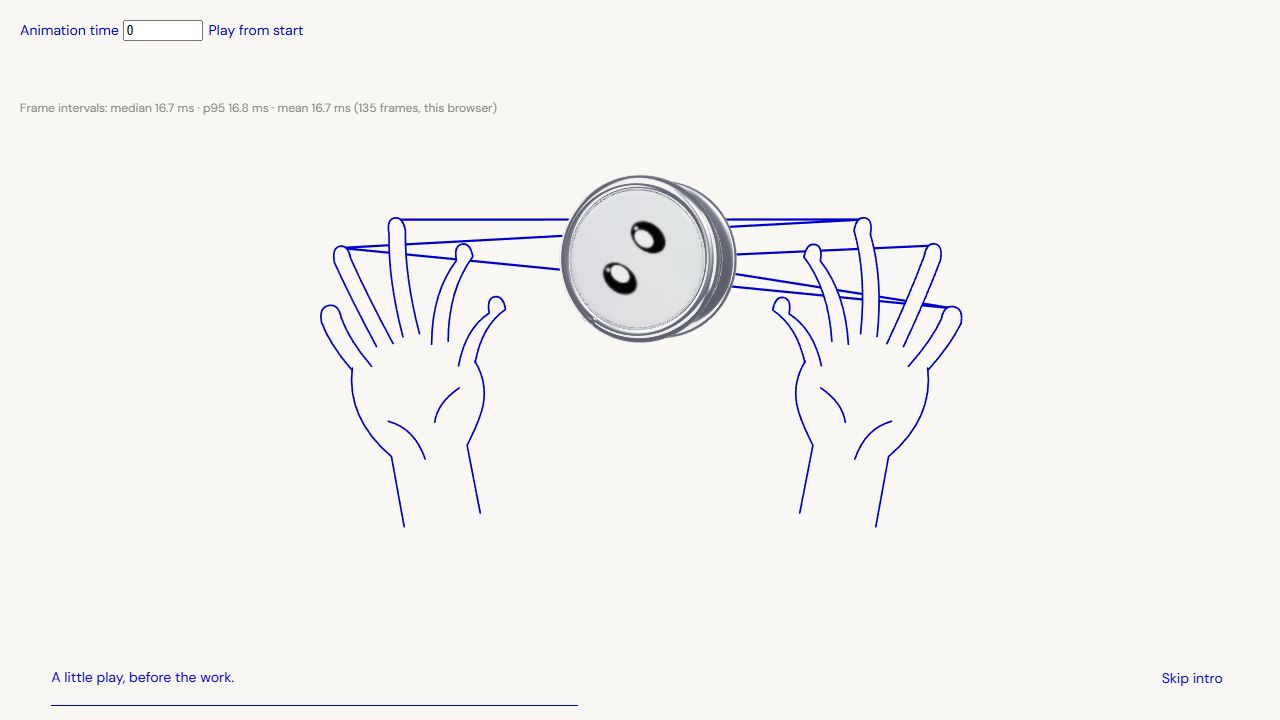 Animation time 0 Play from start
Frame intervals: median 16.7 ms · p95 16.8 ms · mean 16.7 ms (135 frames, this browser)
A little play, before the work.
Skip intro